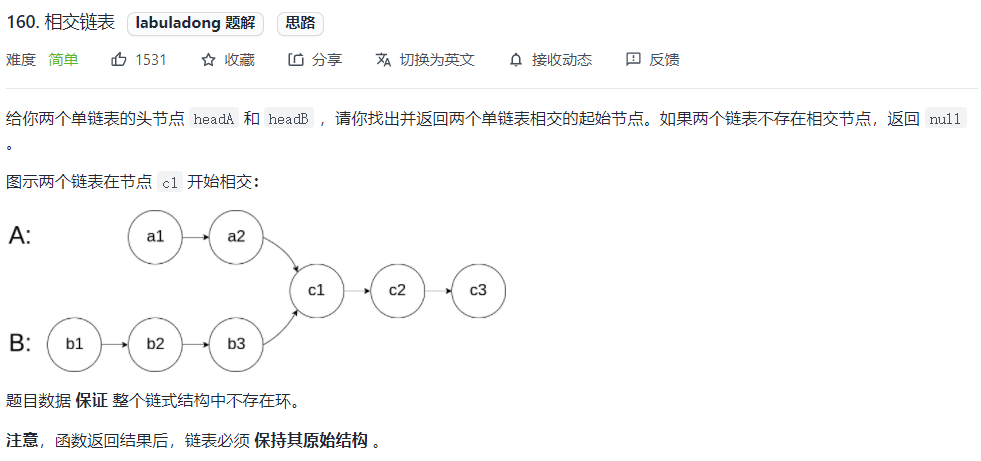 160. 相交链表 labuladong 题解 思路
难度 简单 1531 收藏 分享 切换为英文 接收动态 反馈
给你两个单链表的头节点 headA 和 headB ，请你找出并返回两个单链表相交的起始节点。如果两个链表不存在相交节点，返回 null
。
图示两个链表在节点 c1 开始相交：
A: a1 a2
c1 c2 c3
B: b1 b2 b3
题目数据 保证 整个链式结构中不存在环。
注意，函数返回结果后，链表必须 保持其原始结构 。